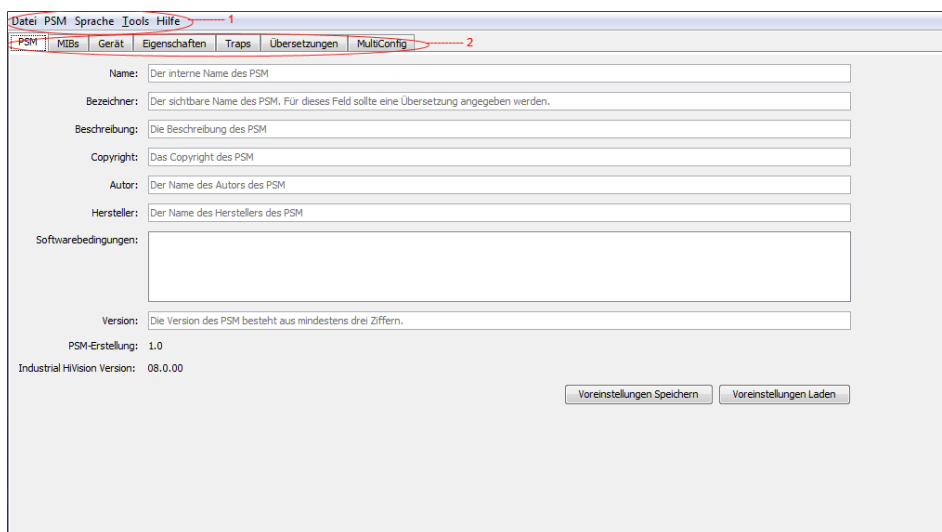 Datei PSM Sprache Tools Hilfe 1
PSM MIBs Gerät Eigenschaften Traps Übersetzungen MultiConfig 2
Name: Der interne Name des PSM
Bezeichner: Der sichtbare Name des PSM. Für dieses Feld sollte eine Übersetzung angegeben werden.
Beschreibung: Die Beschreibung des PSM
Copyright: Das Copyright des PSM
Autor: Der Name des Autors des PSM
Hersteller: Der Name des Herstellers des PSM
Softwarebedingungen:
Version: Die Version des PSM besteht aus mindestens drei Ziffern.
PSM-Erstellung: 1.0
Industrial HiVision Version: 08.0.00
Voreinstellungen Speichern Voreinstellungen Laden